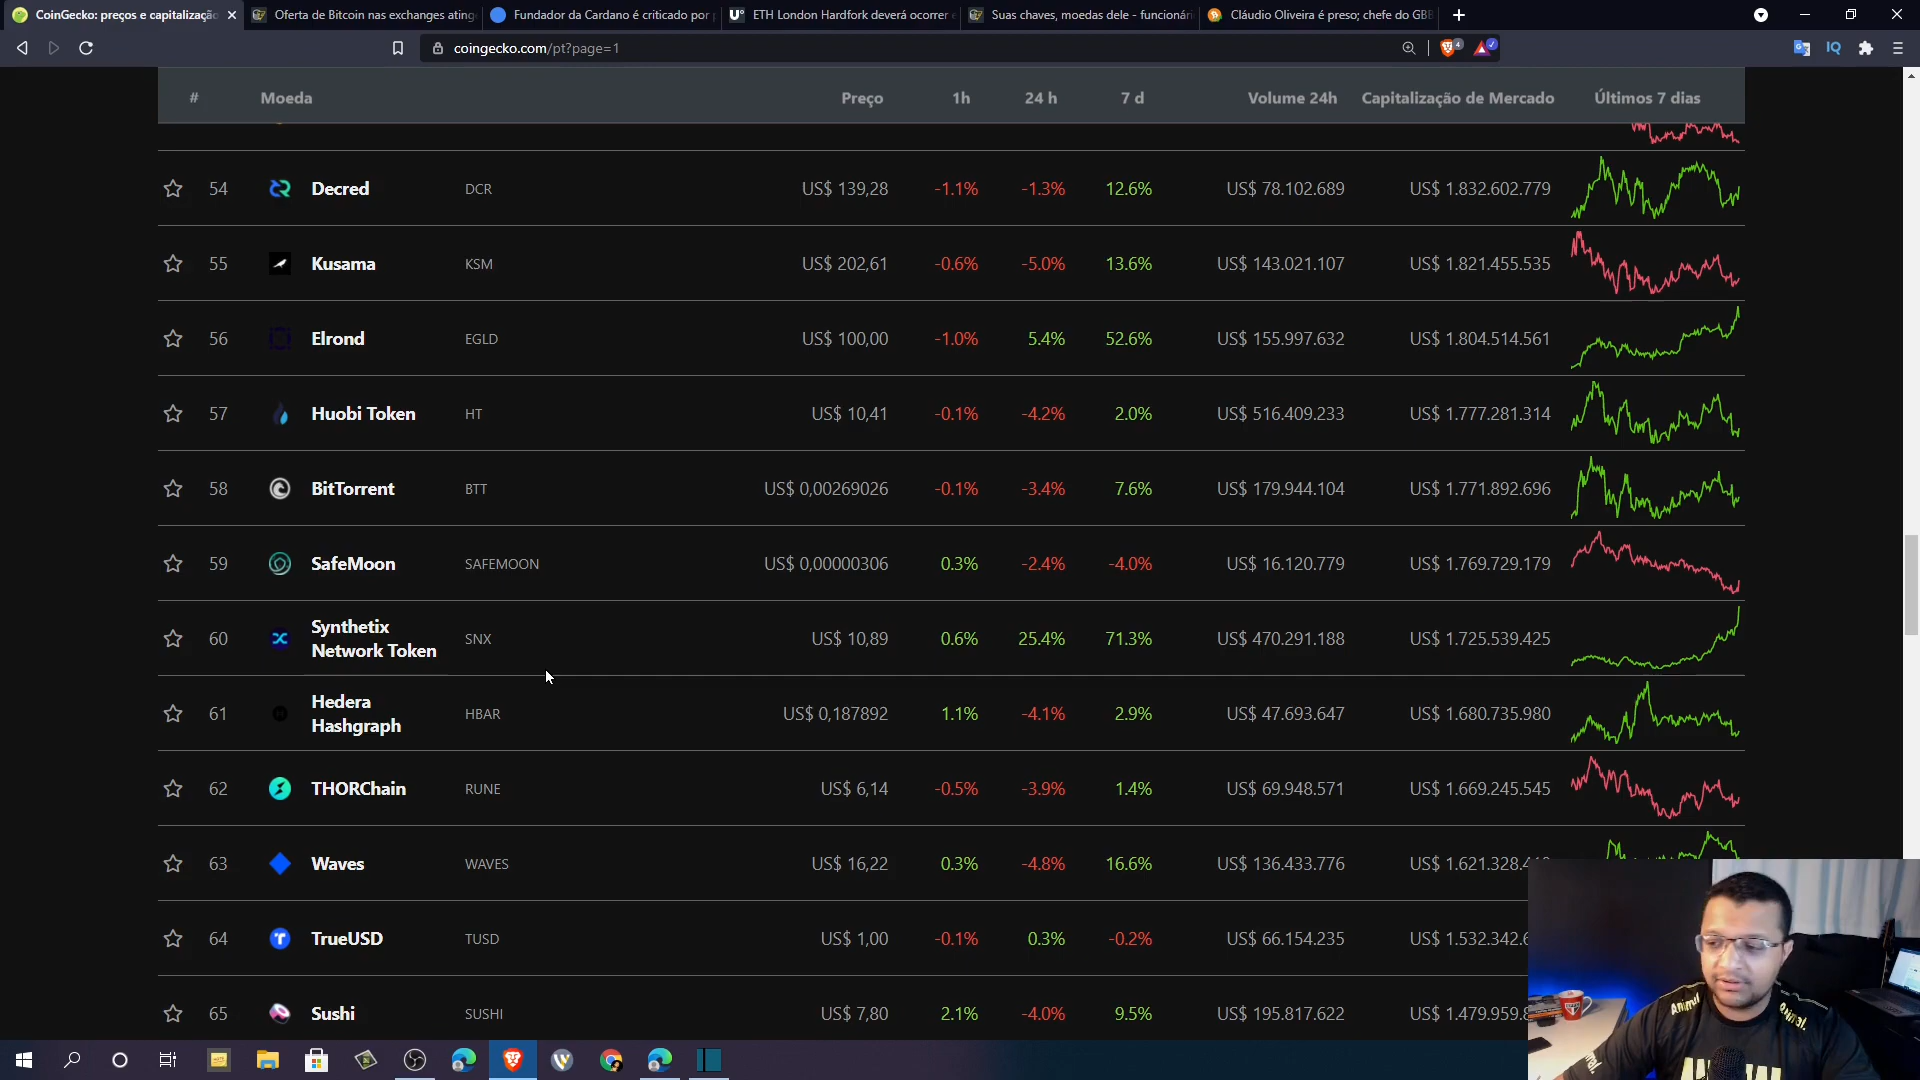 CoinGecko: preços e capitalizaçã
Oferta de Bitcoin nas exchanges ating
Fundador da Cardano é criticado por
ETH London Hardfork deverá ocorrer e
Suas chaves, moedas dele - funcionári
Cláudio Oliveira é preso; chefe do GBB
coingecko.com/pt?page=1
4
IQ
# Moeda Preço 1h 24 h 7 d Volume 24h Capitalização de Mercado Últimos 7 dias
54 Decred DCR US$ 139,28 -1.1% -1.3% 12.6% US$ 78.102.689 US$ 1.832.602.779
55 Kusama KSM US$ 202,61 -0.6% -5.0% 13.6% US$ 143.021.107 US$ 1.821.455.535
56 Elrond EGLD US$ 100,00 -1.0% 5.4% 52.6% US$ 155.997.632 US$ 1.804.514.561
57 Huobi Token HT US$ 10,41 -0.1% -4.2% 2.0% US$ 516.409.233 US$ 1.777.281.314
58 BitTorrent BTT US$ 0,00269026 -0.1% -3.4% 7.6% US$ 179.944.104 US$ 1.771.892.696
59 SafeMoon SAFEMOON US$ 0,00000306 0.3% -2.4% -4.0% US$ 16.120.779 US$ 1.769.729.179
60 Synthetix
Network Token SNX US$ 10,89 0.6% 25.4% 71.3% US$ 470.291.188 US$ 1.725.539.425
61 Hedera
Hashgraph HBAR US$ 0,187892 1.1% -4.1% 2.9% US$ 47.693.647 US$ 1.680.735.980
62 THORChain RUNE US$ 6,14 -0.5% -3.9% 1.4% US$ 69.948.571 US$ 1.669.245.545
63 Waves WAVES US$ 16,22 0.3% -4.8% 16.6% US$ 136.433.776 US$ 1.621.328.
64 TrueUSD TUSD US$ 1,00 -0.1% 0.3% -0.2% US$ 66.154.235 US$ 1.532.342.
65 Sushi SUSHI US$ 7,80 2.1% -4.0% 9.5% US$ 195.817.622 US$ 1.479.959.
Animal